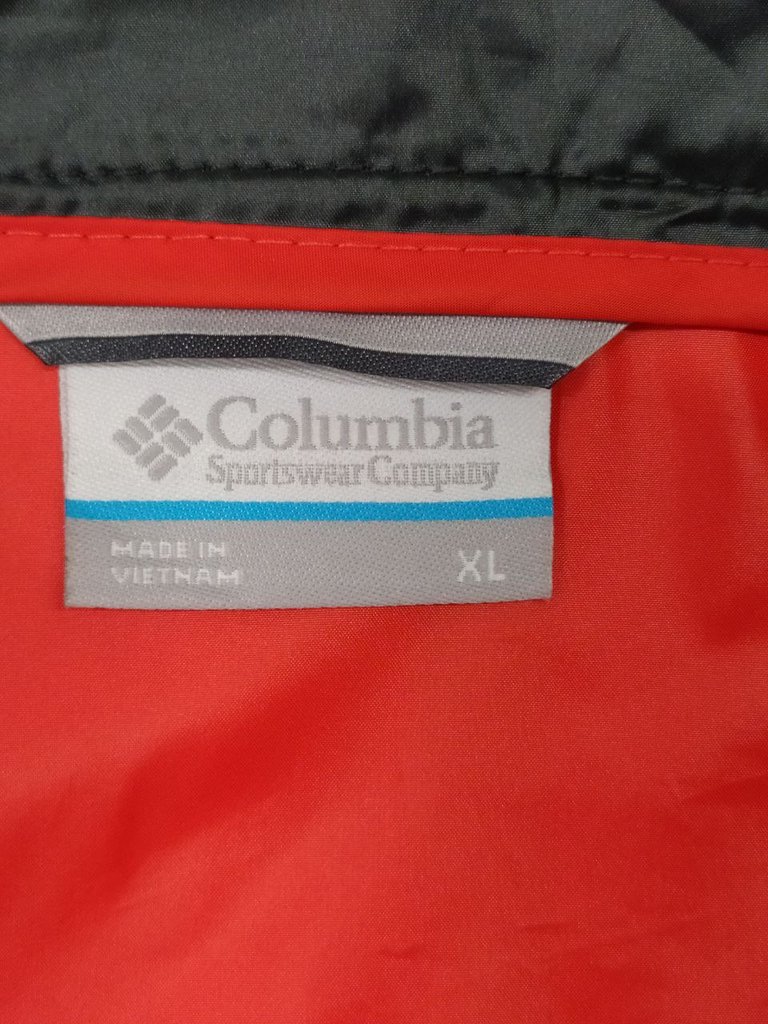 Columbia
Sportswear Company
MADE IN
VIETNAM
XL